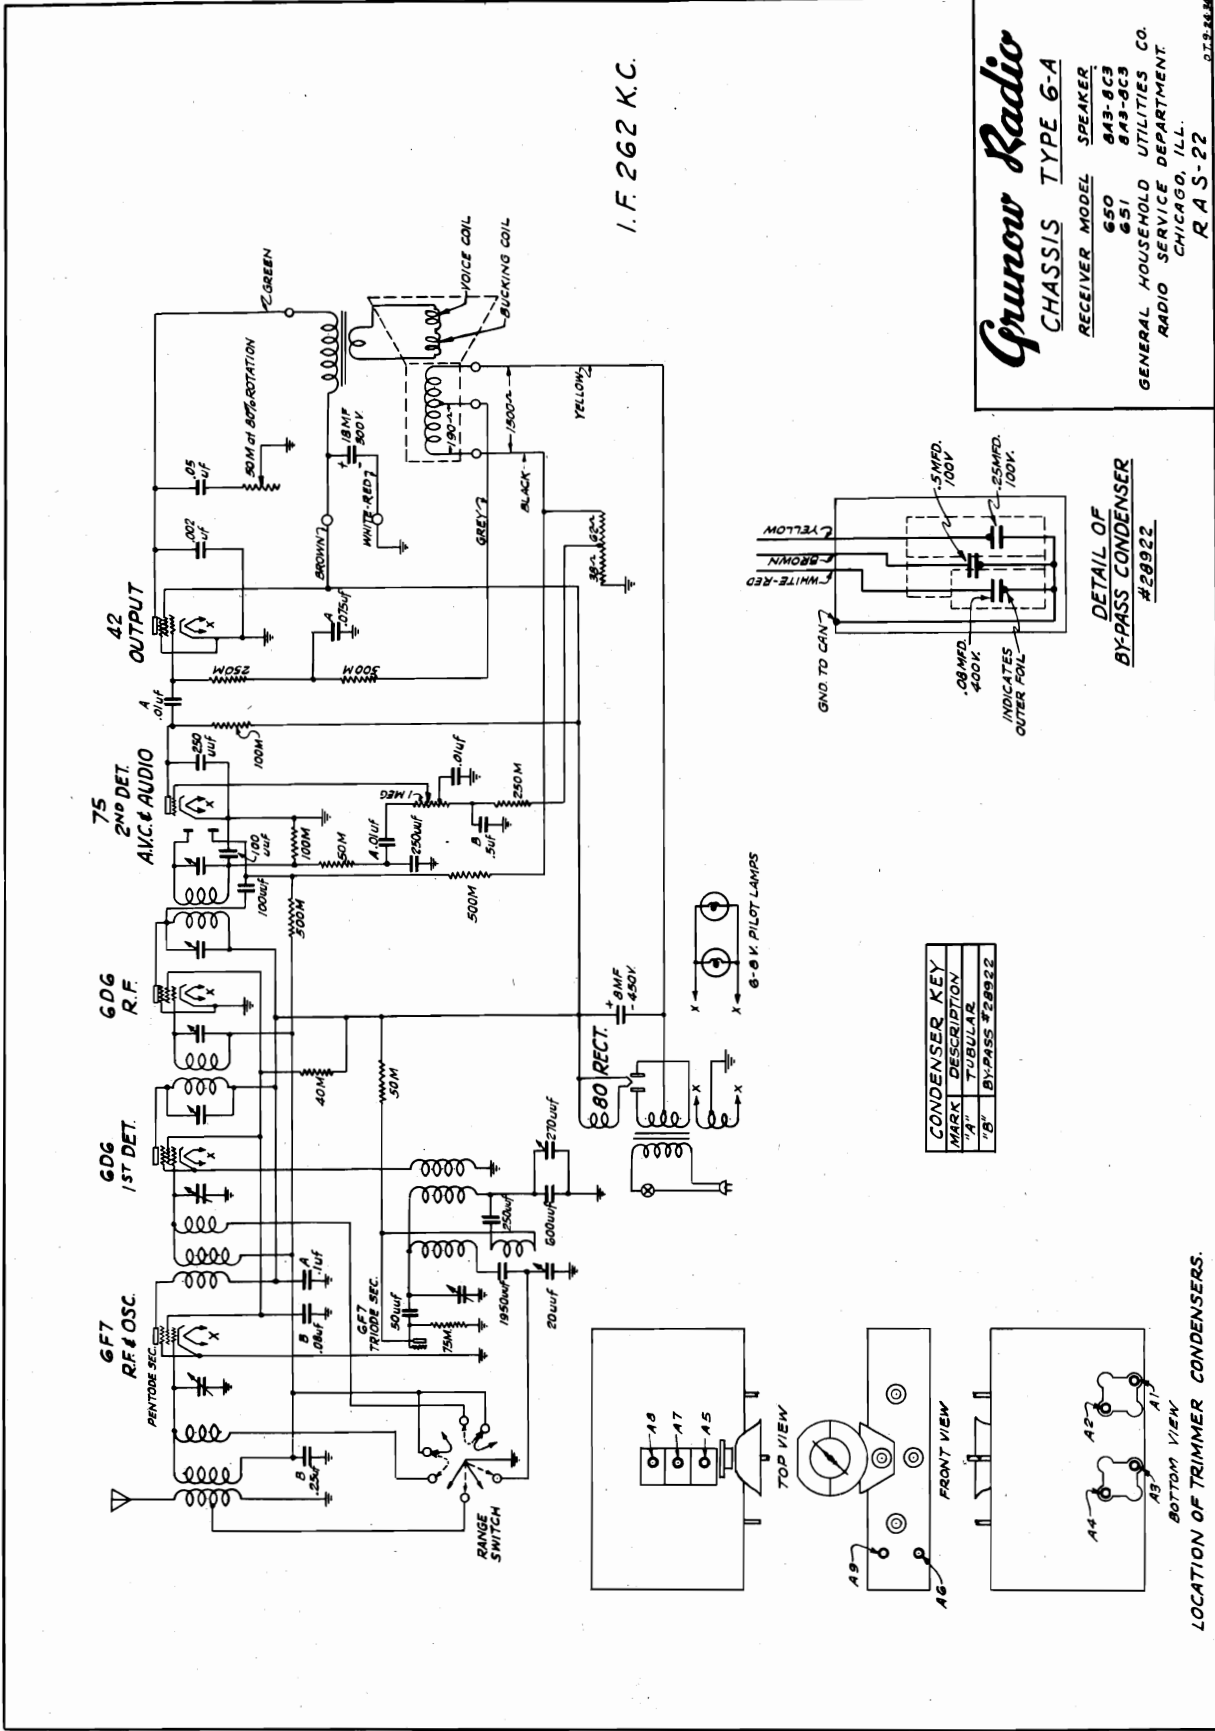 42
OUTPUT
75
2ND DET.
A.V.C. & AUDIO
6D6
R.F.
6D6
1ST DET.
6F7
R.F. & OSC.
PENTODE SEC.
GREEN
.05
uf
50M at 80% ROTATION
.002
uf
BROWN
18MF
300V.
+
-
WHITE-RED
VOICE COIL
BUCKING COIL
190Ω
1300Ω
GREY
BLACK
YELLOW
38Ω
62Ω
A
.075uf
250M
300M
A
.01uf
250
uuf
100M
1 MEG
.01uf
250M
B
.5uf
A .01uf
250uuf
50M
100M
100
uuf
100uuf
500M
500M
X
X
X
X
X
40M
50M
80 RECT.
+
8MF
- 450V.
6-8 V. PILOT LAMPS
X
X
X
X
A
.1uf
B
.08uf
B
.25uf
RANGE
SWITCH
6F7
TRIODE SEC.
50uuf
75M
1950uuf
20uuf
250uuf
600uuf
270uuf
I.F. 262 K.C.
Grunow Radio
CHASSIS TYPE 6-A
RECEIVER MODEL SPEAKER
650 8A3-8C3
651 8A3-8C3
GENERAL HOUSEHOLD UTILITIES CO.
RADIO SERVICE DEPARTMENT.
CHICAGO, ILL.
RAS-22
WHITE-RED
BROWN
YELLOW
GND. TO CAN
.5MFD.
100V.
.25MFD.
100V.
.08MFD.
400V.
INDICATES
OUTER FOIL
DETAIL OF
BY-PASS CONDENSER
#28922
CONDENSER KEY
MARK DESCRIPTION
"A" TUBULAR
"B" BY-PASS #28922
A8
A7
A5
TOP VIEW
A9
A6
FRONT VIEW
A4
A3
A2
A1
BOTTOM VIEW
LOCATION OF TRIMMER CONDENSERS.